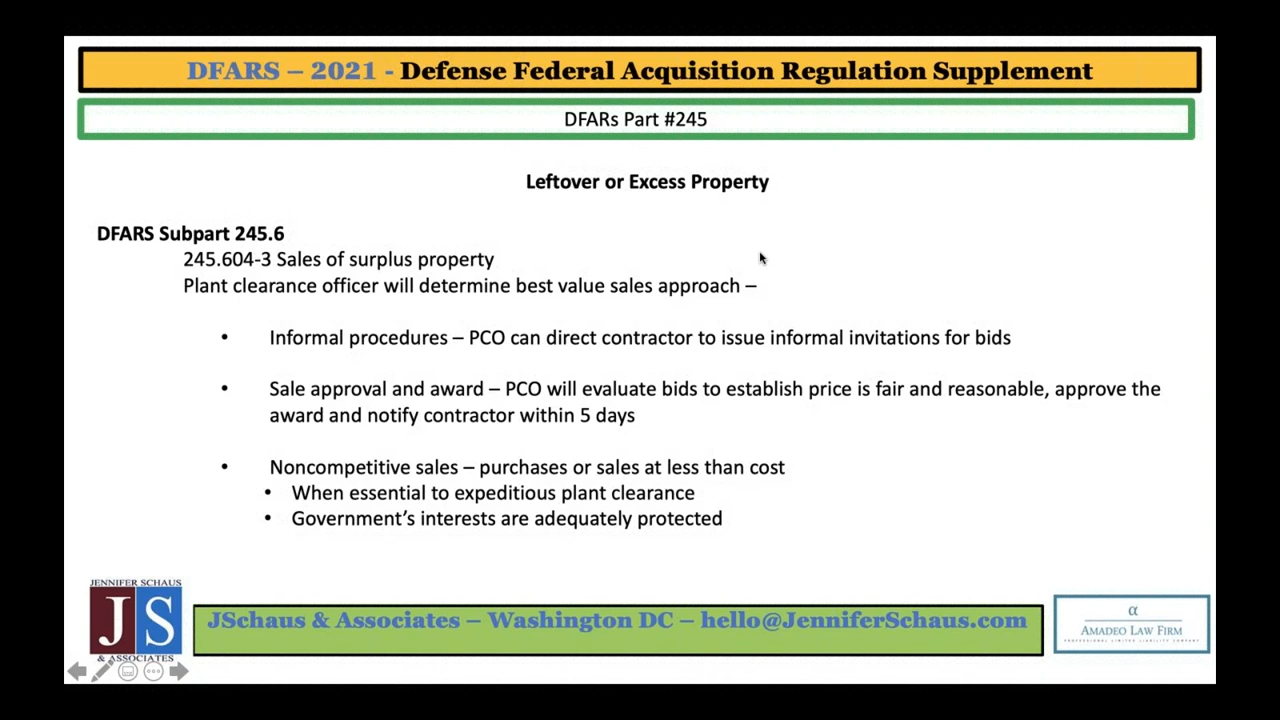 DFARS – 2021 - Defense Federal Acquisition Regulation Supplement
DFARs Part #245
Leftover or Excess Property
DFARS Subpart 245.6
245.604-3 Sales of surplus property
Plant clearance officer will determine best value sales approach –
• Informal procedures – PCO can direct contractor to issue informal invitations for bids
• Sale approval and award – PCO will evaluate bids to establish price is fair and reasonable, approve the
award and notify contractor within 5 days
• Noncompetitive sales – purchases or sales at less than cost
• When essential to expeditious plant clearance
• Government’s interests are adequately protected
JENNIFER SCHAUS
JS
& ASSOCIATES
JSchaus & Associates – Washington DC – hello@JenniferSchaus.com
α
AMADEO LAW FIRM
PROFESSIONAL LIMITED LIABILITY COMPANY